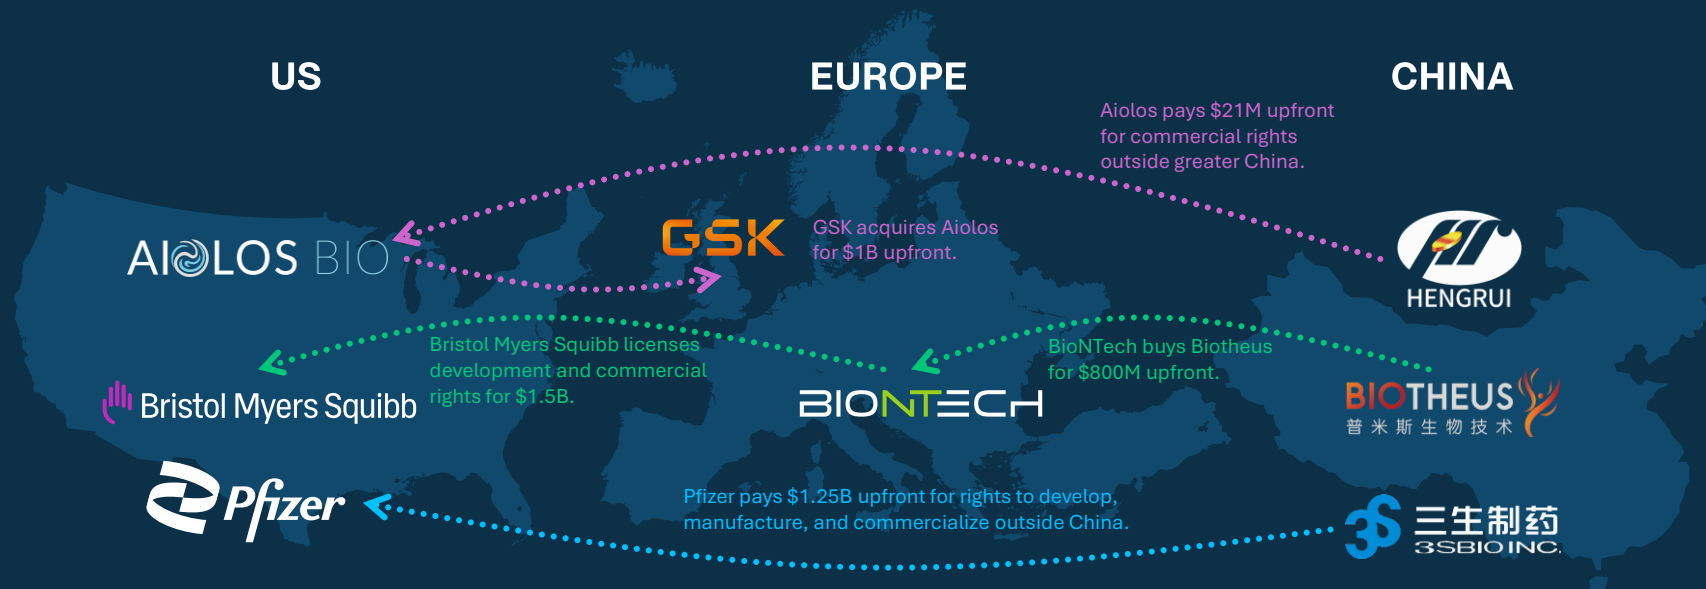 US
EUROPE
CHINA
Aiolos pays $21M upfront
for commercial rights
outside greater China.
AIOLOS BIO
GSK
GSK acquires Aiolos
for $1B upfront.
HENGRUI
Bristol Myers Squibb licenses
development and commercial
rights for $1.5B.
BioNTech buys Biotheus
for $800M upfront.
Bristol Myers Squibb
BIONTECH
BIOTHEUS
普米斯生物技术
Pfizer
Pfizer pays $1.25B upfront for rights to develop,
manufacture, and commercialize outside China.
3S
三生制药
3SBIO INC.